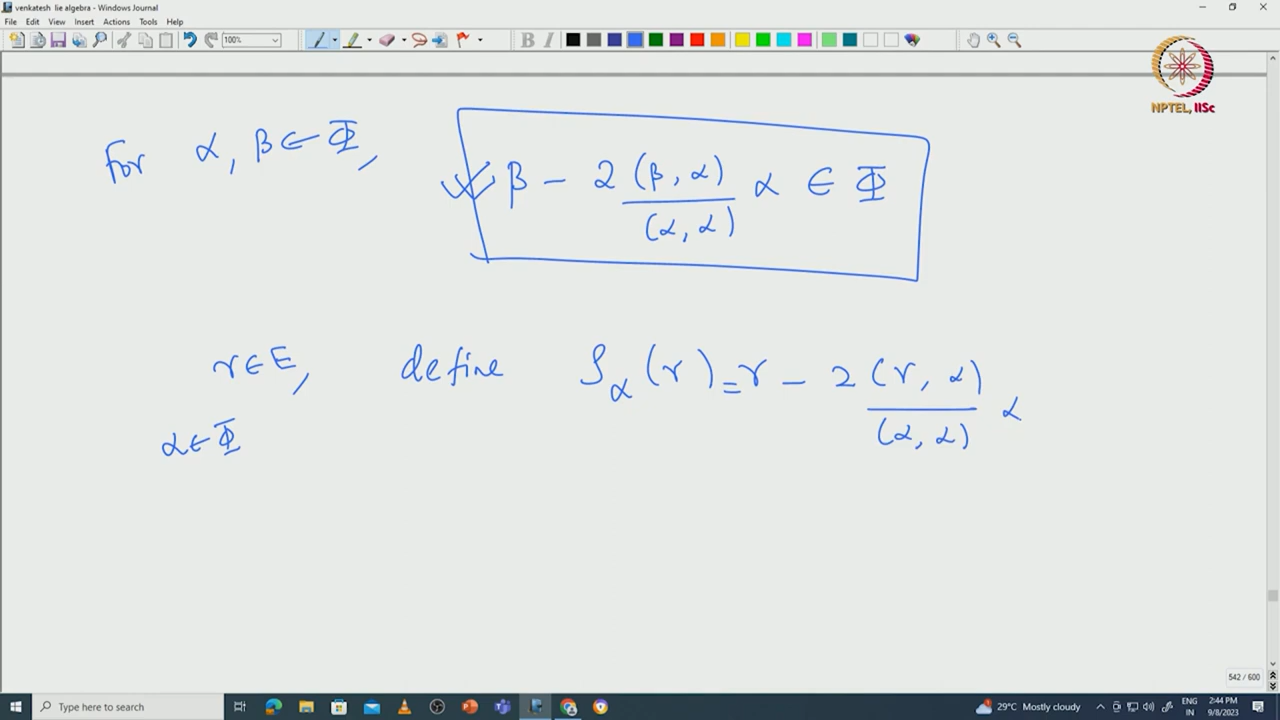 venkatesh lie algebra - Windows Journal
File Edit View Insert Actions Tools Help
100%
B I
NPTEL, IISc
For α, β ∈ Φ, β - 2 (β, α) / (α, α) α ∈ Φ
r ∈ E, define S_α (r) = r - 2 (r, α) / (α, α) α
α ∈ Φ
542 / 600
Type here to search
29°C Mostly cloudy
ENG
IN
2:44 PM
9/8/2023